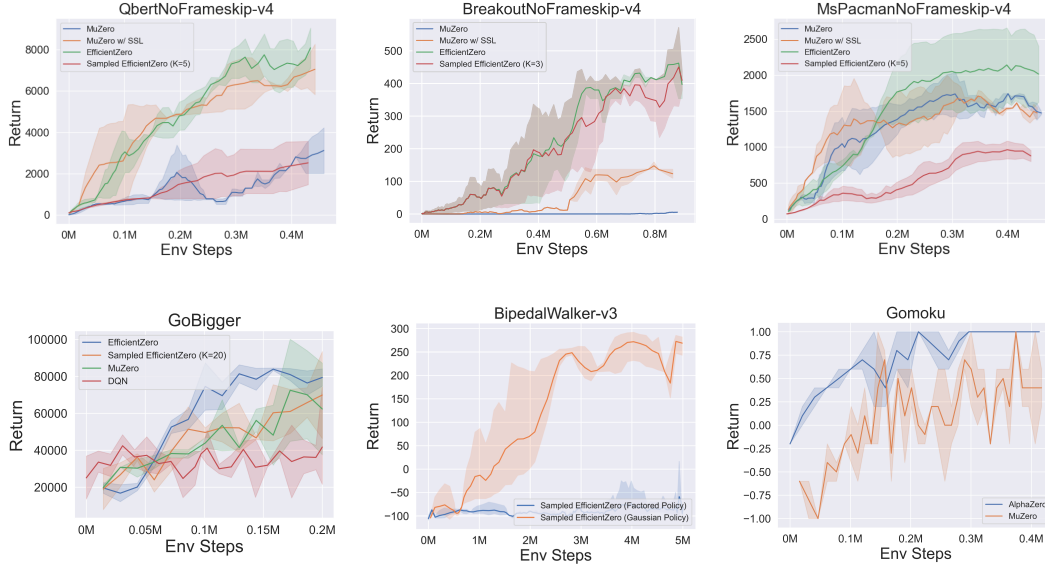 QbertNoFrameskip-v4
MuZero
MuZero w/ SSL
EfficientZero
Sampled EfficientZero (K=5)
8000
6000
4000
2000
0
Return
0M 0.1M 0.2M 0.3M 0.4M
Env Steps
BreakoutNoFrameskip-v4
MuZero
MuZero w/ SSL
EfficientZero
Sampled EfficientZero (K=3)
500
400
300
200
100
0
Return
0M 0.2M 0.4M 0.6M 0.8M
Env Steps
MsPacmanNoFrameskip-v4
MuZero
MuZero w/ SSL
EfficientZero
Sampled EfficientZero (K=5)
2500
2000
1500
1000
500
0
Return
0M 0.1M 0.2M 0.3M 0.4M
Env Steps
GoBigger
EfficientZero
Sampled EfficientZero (K=20)
MuZero
DQN
100000
80000
60000
40000
20000
Return
0M 0.05M 0.1M 0.15M 0.2M
Env Steps
BipedalWalker-v3
300
250
200
150
100
50
0
−50
−100
Return
Sampled EfficientZero (Factored Policy)
Sampled EfficientZero (Gaussian Policy)
0M 1M 2M 3M 4M 5M
Env Steps
Gomoku
1.00
0.75
0.50
0.25
0.00
−0.25
−0.50
−0.75
−1.00
Return
AlphaZero
MuZero
0M 0.1M 0.2M 0.3M 0.4M
Env Steps